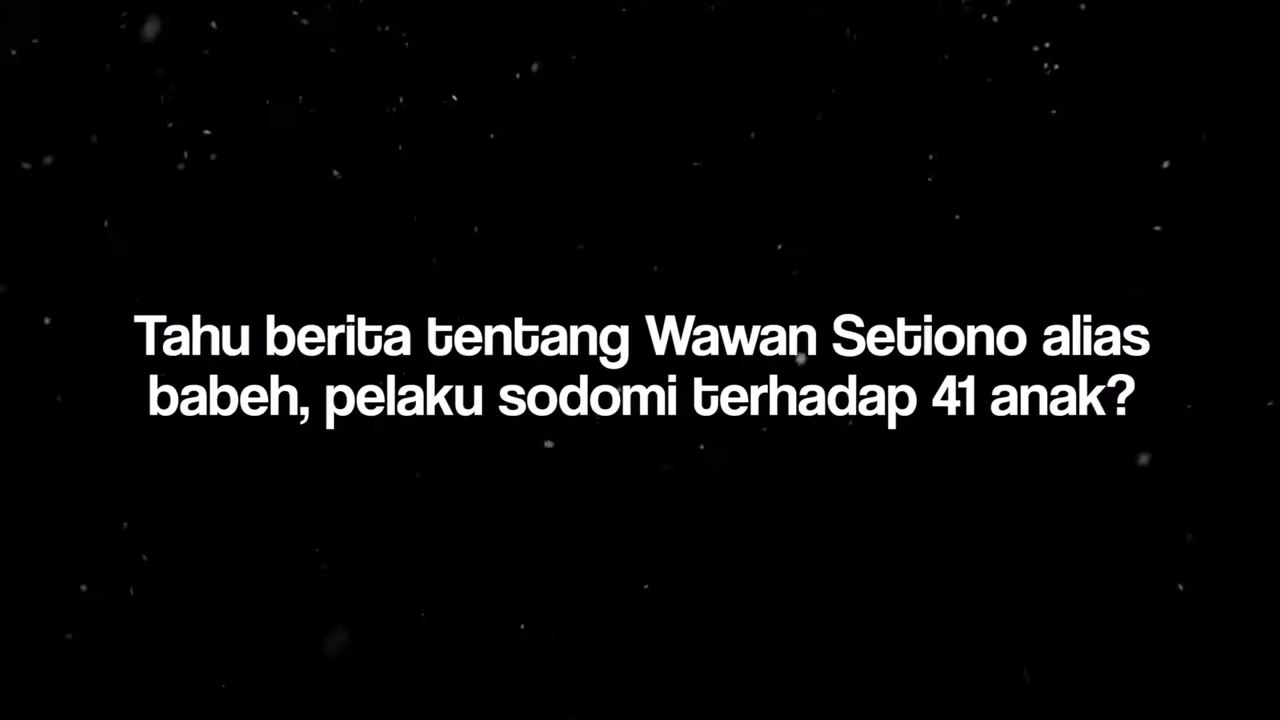 Tahu berita tentang Wawan Setiono alias
babeh, pelaku sodomi terhadap 41 anak?